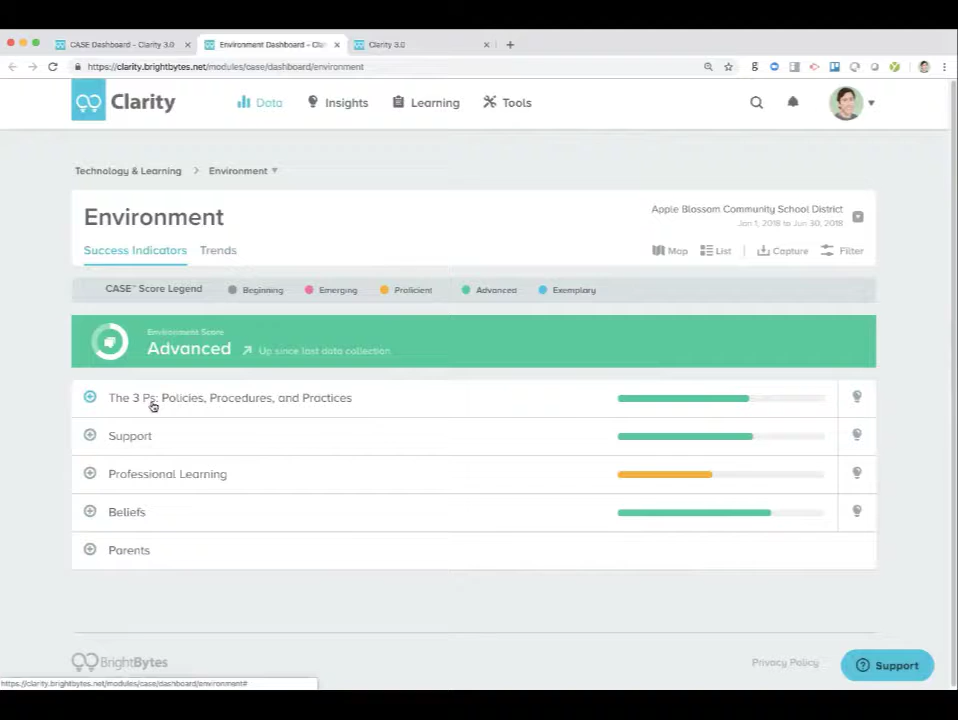 CASE Dashboard - Clarity 3.0
Environment Dashboard - Cla
Clarity 3.0
https://clarity.brightbytes.net/modules/case/dashboard/environment
Clarity
Data
Insights
Learning
Tools
Technology & Learning > Environment
Environment
Apple Blossom Community School District
Jan 1, 2018 to Jun 30, 2018
Success Indicators
Trends
Map
List
Capture
Filter
CASE™ Score Legend
Beginning
Emerging
Proficient
Advanced
Exemplary
Environment Score
Advanced
Up since last data collection
The 3 Ps: Policies, Procedures, and Practices
Support
Professional Learning
Beliefs
Parents
BrightBytes
Privacy Policy
Support
https://clarity.brightbytes.net/modules/case/dashboard/environment#